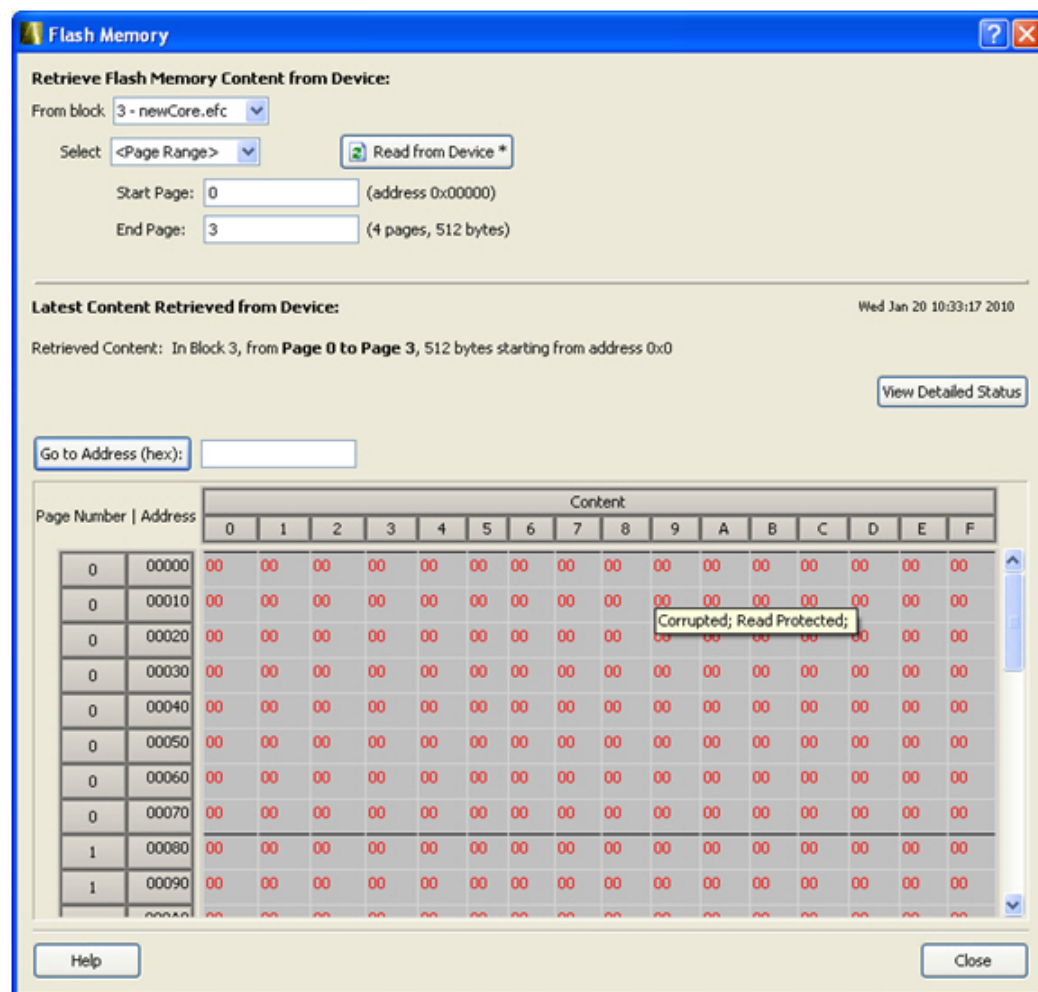 Flash Memory
Retrieve Flash Memory Content from Device:
From block 3 - newCore.efc
Select <Page Range> Read from Device *
Start Page: 0 (address 0x00000)
End Page: 3 (4 pages, 512 bytes)
Latest Content Retrieved from Device: Wed Jan 20 10:33:17 2010
Retrieved Content: In Block 3, from Page 0 to Page 3, 512 bytes starting from address 0x0
View Detailed Status
Go to Address (hex):
Content
Page Number | Address
0 1 2 3 4 5 6 7 8 9 A B C D E F
0 00000 00 00 00 00 00 00 00 00 00 00 00 00 00 00 00 00
0 00010 00 00 00 00 00 00 00 00 00 00 00 00 00 00 00 00
Corrupted; Read Protected;
0 00020 00 00 00 00 00 00 00 00 00 00 00 00 00 00 00 00
0 00030 00 00 00 00 00 00 00 00 00 00 00 00 00 00 00 00
0 00040 00 00 00 00 00 00 00 00 00 00 00 00 00 00 00 00
0 00050 00 00 00 00 00 00 00 00 00 00 00 00 00 00 00 00
0 00060 00 00 00 00 00 00 00 00 00 00 00 00 00 00 00 00
0 00070 00 00 00 00 00 00 00 00 00 00 00 00 00 00 00 00
1 00080 00 00 00 00 00 00 00 00 00 00 00 00 00 00 00 00
1 00090 00 00 00 00 00 00 00 00 00 00 00 00 00 00 00 00
Help Close